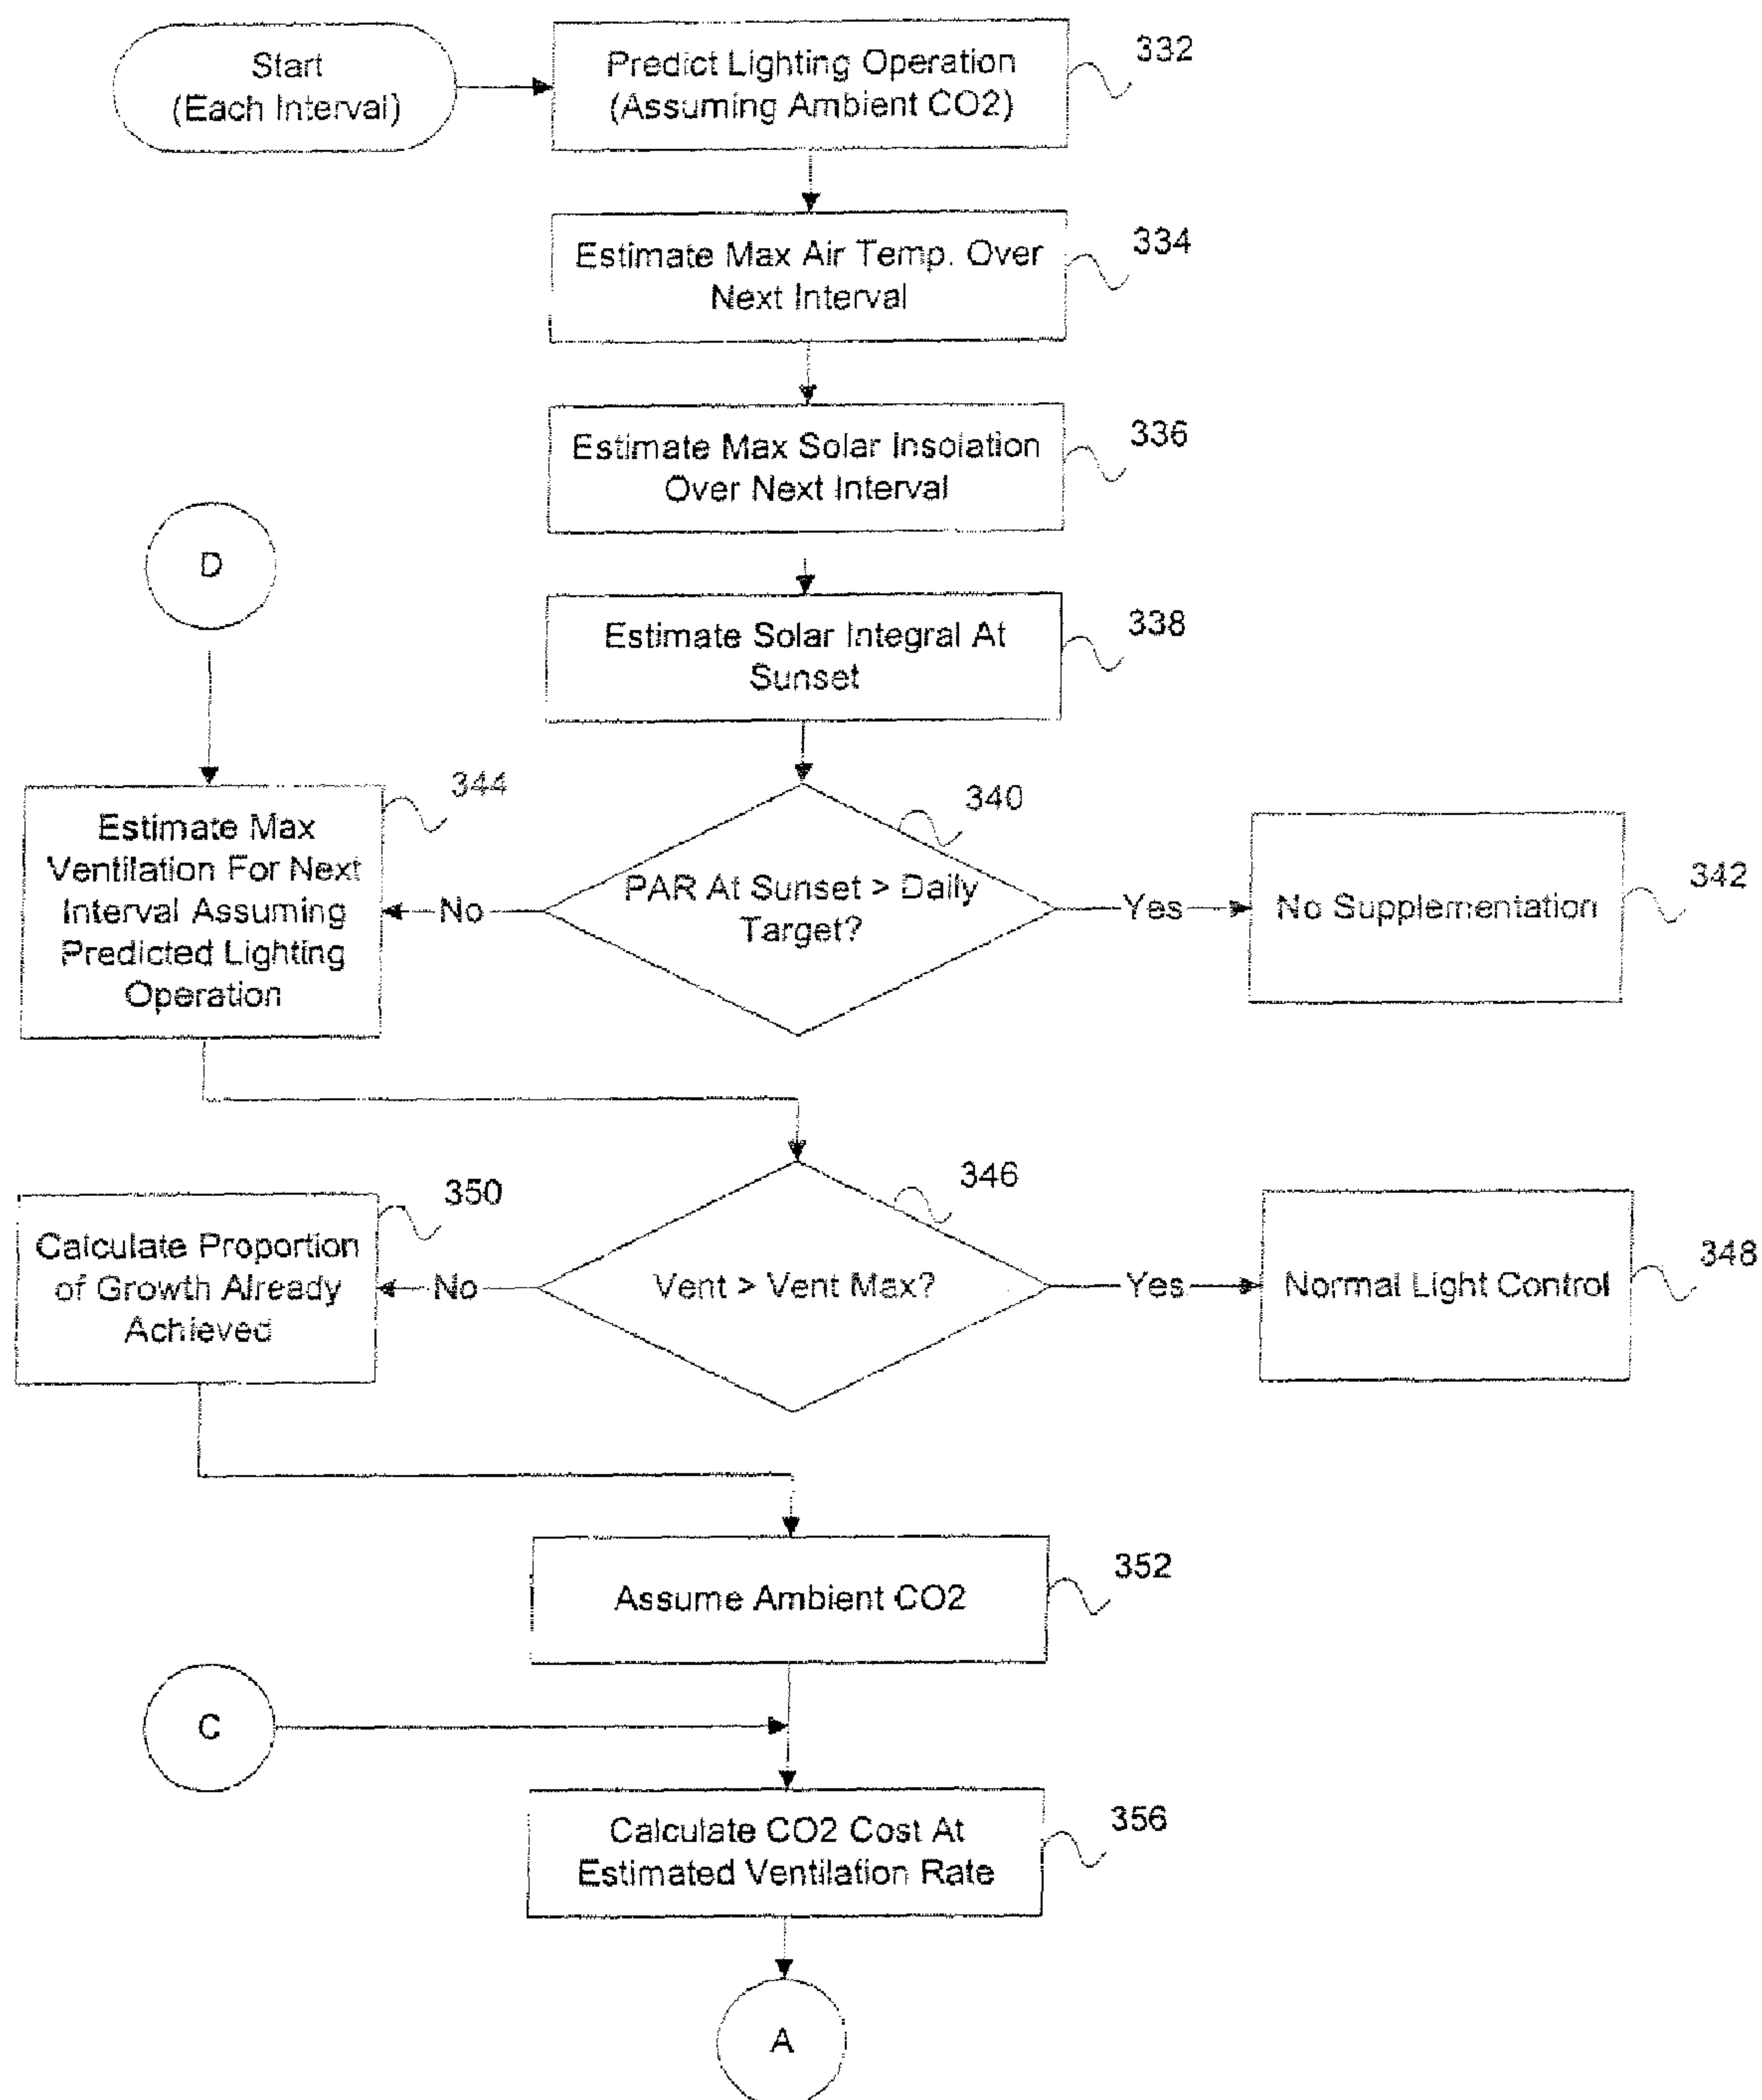 Start
(Each Interval)
Predict Lighting Operation
(Assuming Ambient CO2)
332
Estimate Max Air Temp. Over
Next Interval
334
Estimate Max Solar Insolation
Over Next Interval
336
D
Estimate Solar Integral At
Sunset
338
Estimate Max
Ventilation For Next
Interval Assuming
Predicted Lighting
Operation
344
No
PAR At Sunset > Daily
Target?
340
Yes
No Supplementation
342
Calculate Proportion
of Growth Already
Achieved
350
No
Vent > Vent Max?
346
Yes
Normal Light Control
348
Assume Ambient CO2
352
C
Calculate CO2 Cost At
Estimated Ventilation Rate
356
A